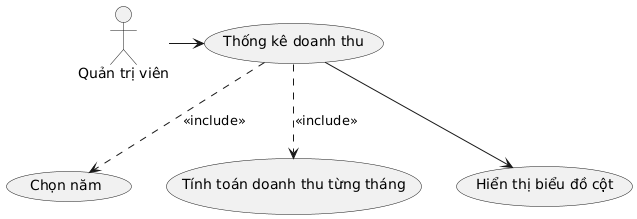 Thống kê doanh thu
Quản trị viên
«include»
«include»
Chọn năm
Tính toán doanh thu từng tháng
Hiển thị biểu đồ cột